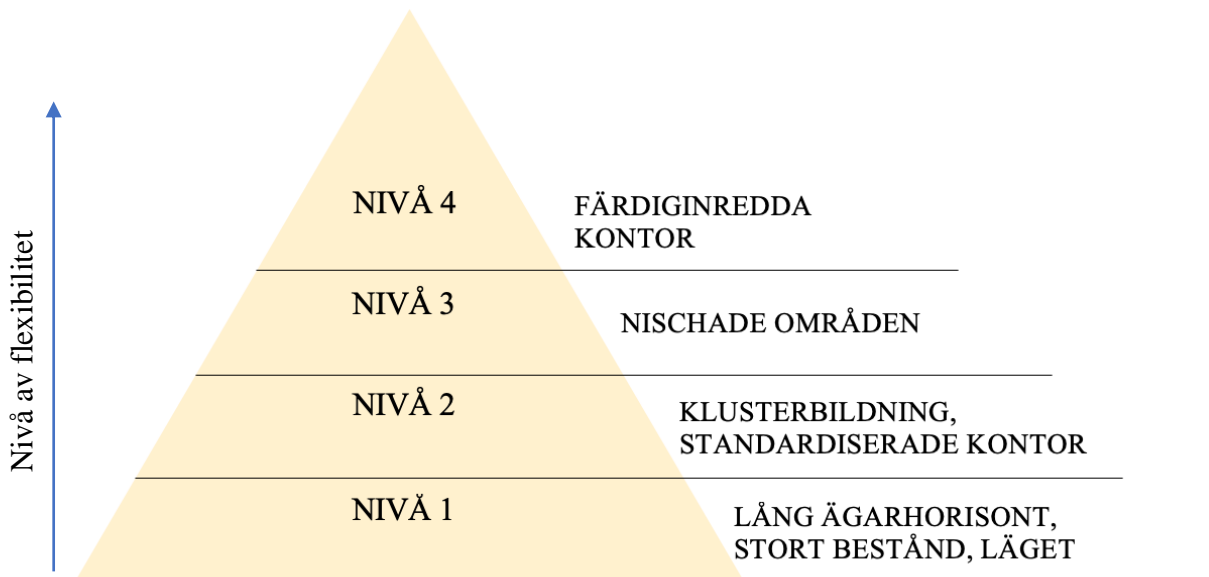 NIVÅ 4
FÄRDIGINREDDA
KONTOR
NIVÅ 3
NISCHADE OMRÅDEN
NIVÅ 2
KLUSTERBILDNING,
STANDARDISERADE KONTOR
NIVÅ 1
LÅNG ÄGARHORISONT,
STORT BESTÅND, LÄGET
Nivå av flexibilitet